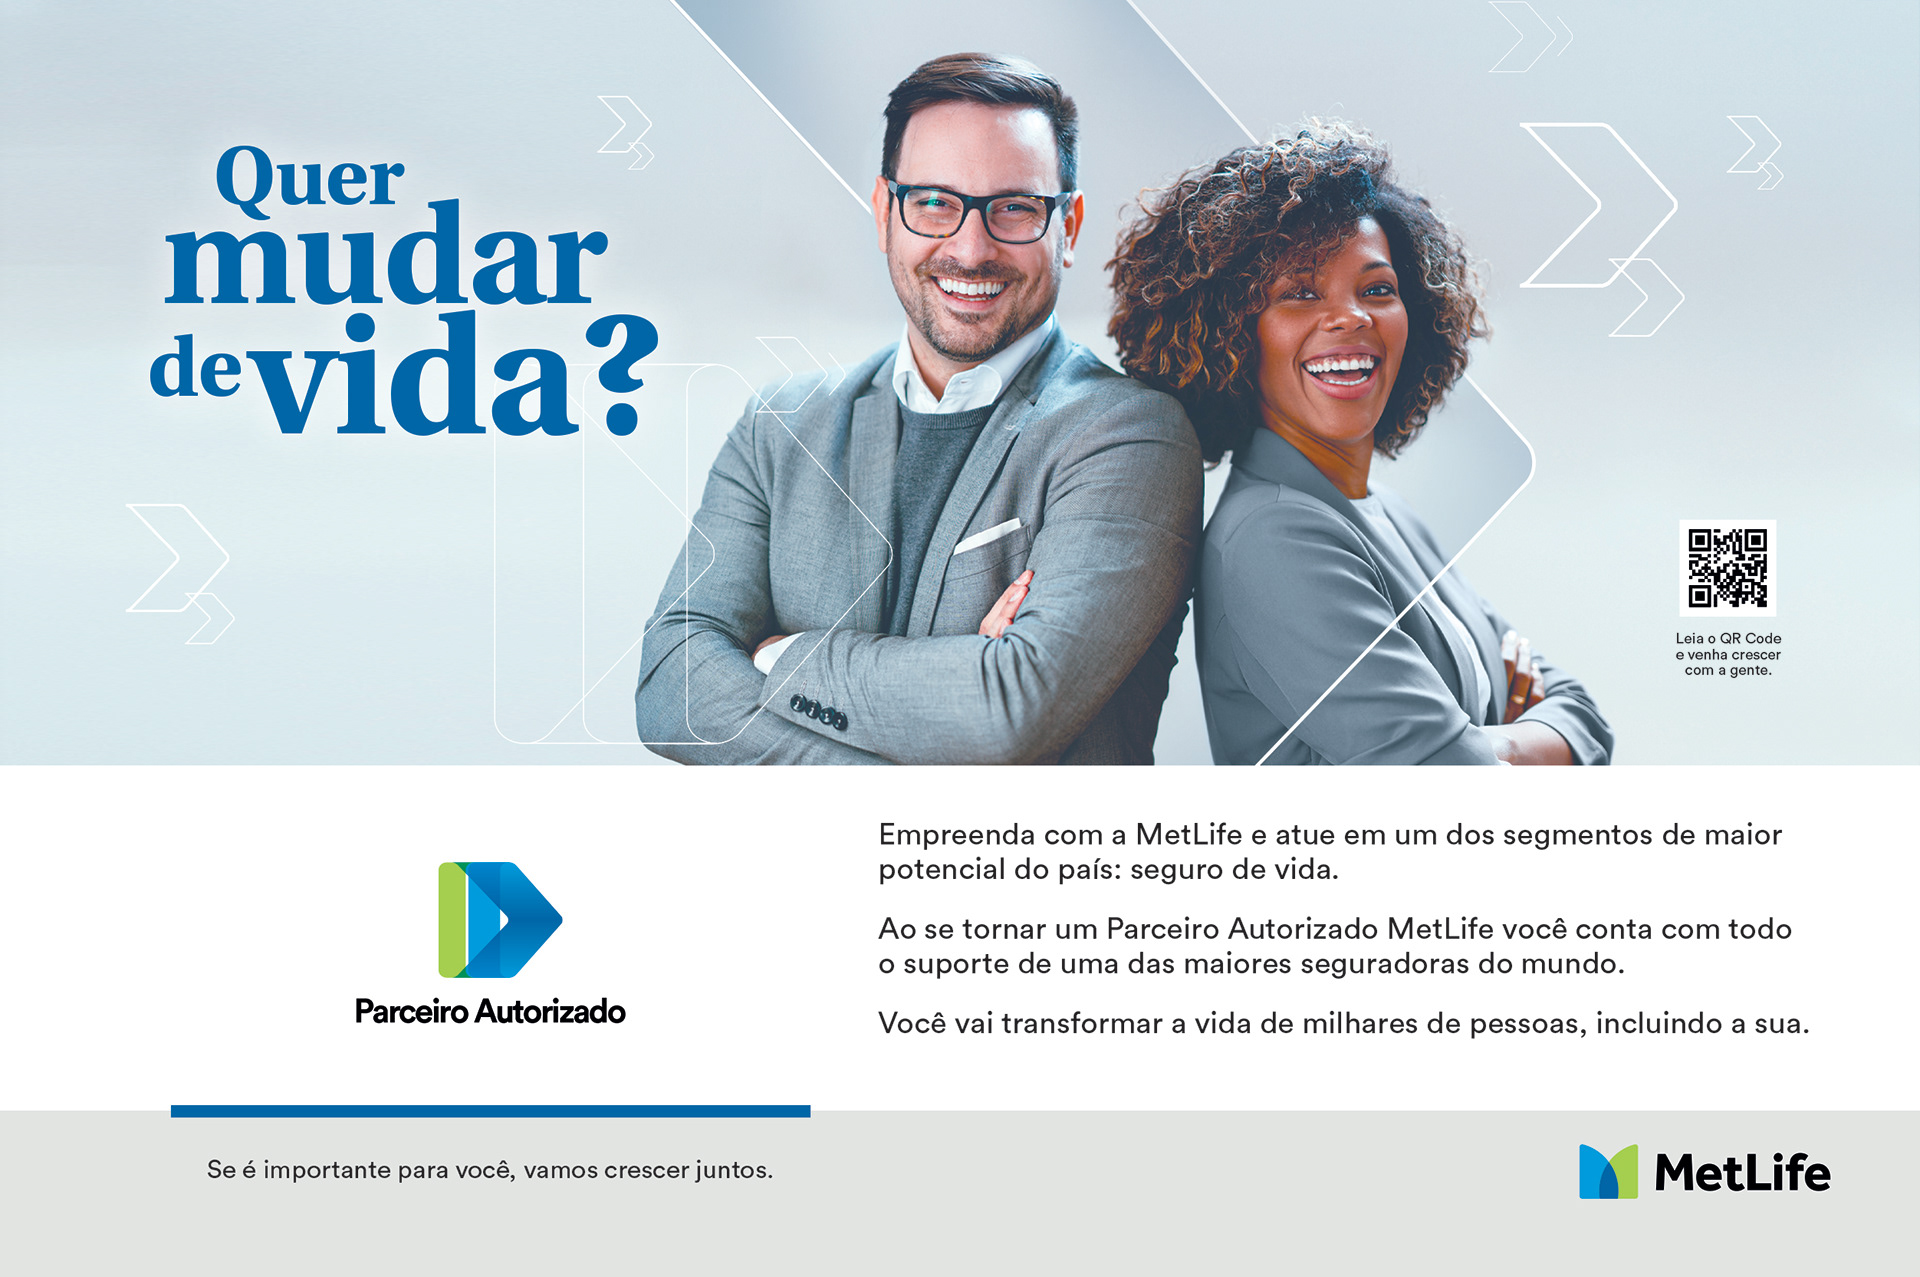 Quer
mudar
de vida?
Leia o QR Code
e venha crescer
com a gente.
Parceiro Autorizado
Empreenda com a MetLife e atue em um dos segmentos de maior
potencial do país: seguro de vida.
Ao se tornar um Parceiro Autorizado MetLife você conta com todo
o suporte de uma das maiores seguradoras do mundo.
Você vai transformar a vida de milhares de pessoas, incluindo a sua.
Se é importante para você, vamos crescer juntos.
MetLife